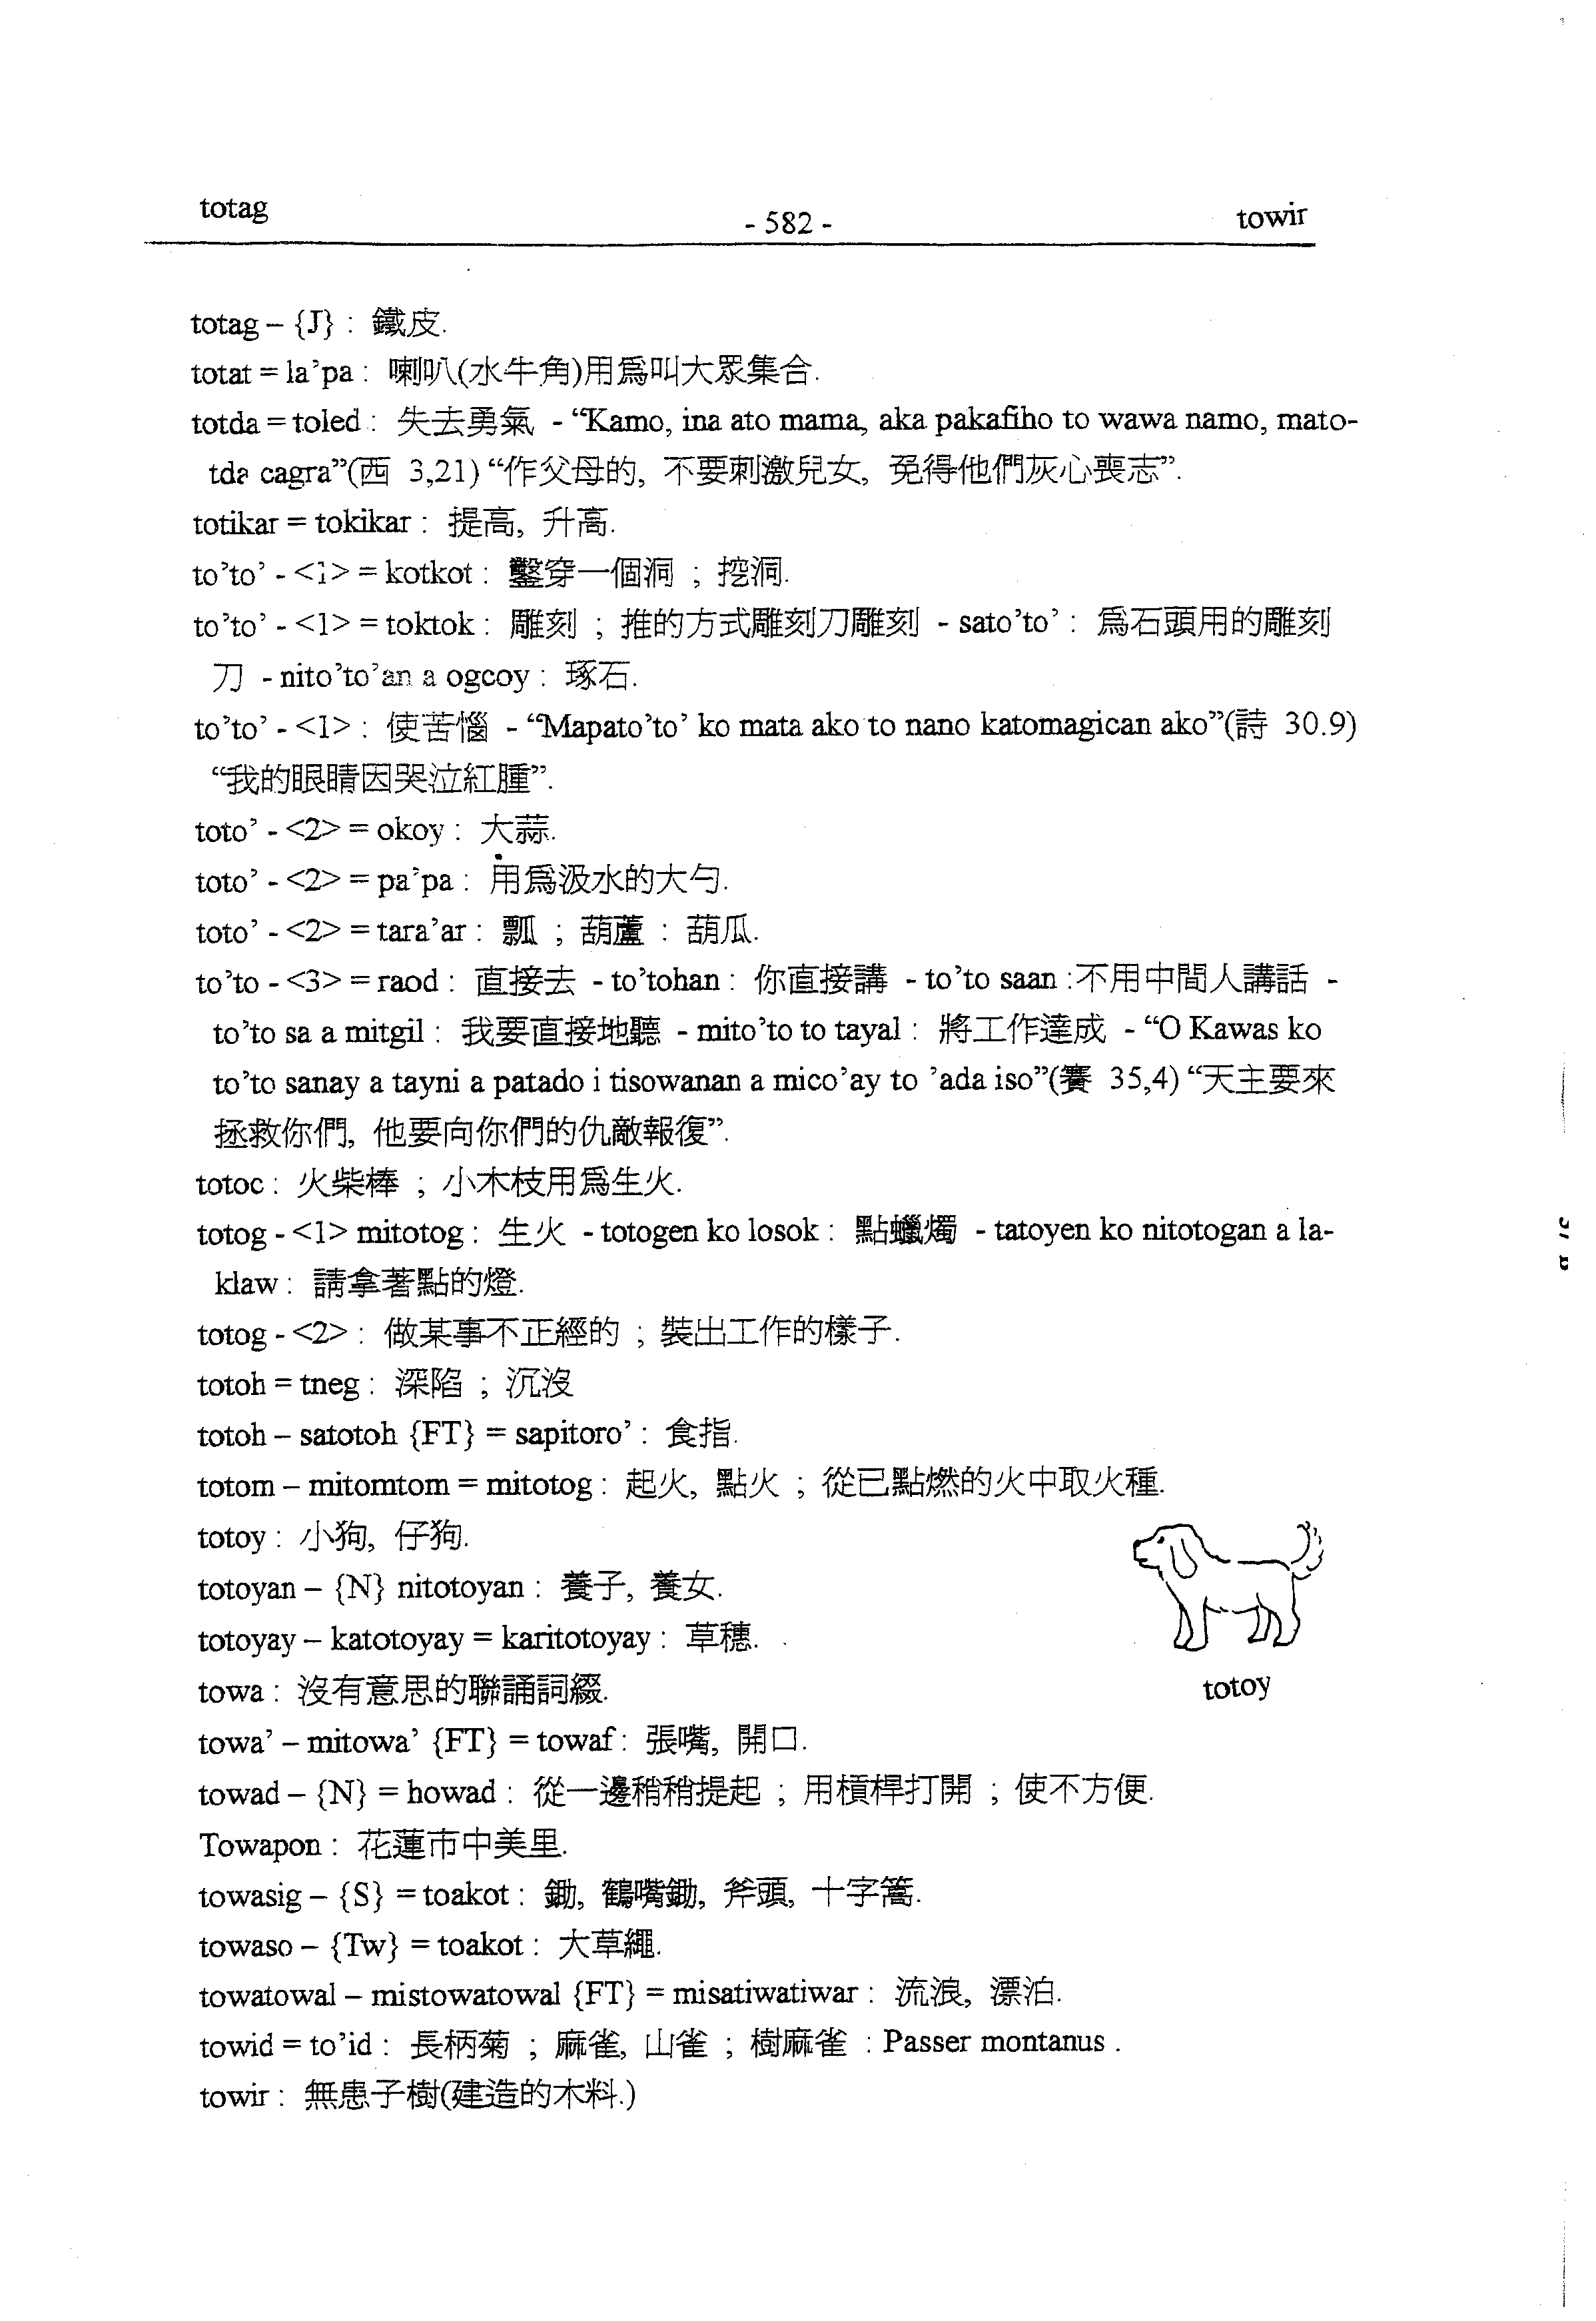 totag
- 582 -
towir
totag – {J} : 鐵皮.
totat = la’pa : 喇叭(水牛角)用爲叫大眾集合.
totda = toled : 失去勇氣 - “Kamo, ina ato mama, aka pakafiho to wawa namo, mato-
tda cagra”(西 3,21) “作父母的, 不要刺激兒女, 免得他們灰心喪志”.
totikar = tokikar : 提高, 升高.
to’to’ - <1> = kotkot : 鑿穿一個洞 ; 挖洞.
to’to’ - <1> = toktok : 雕刻 ; 推的方式雕刻刀雕刻 - sato’to’ : 爲石頭用的雕刻
刀 - nito’to’an a ogcoy : 琢石.
to’to’ - <1> : 使苦惱 - “Mapato’to’ ko mata ako to nano katomagican ako”(詩 30.9)
“我的眼睛因哭泣紅腫”.
toto’ - <2> = okoy : 大蒜.
toto’ - <2> = pa’pa : 用爲汲水的大勺.
toto’ - <2> = tara’ar : 瓢 ; 葫蘆 : 葫瓜.
to’to - <3> = raod : 直接去 - to’tohan : 你直接講 - to’to saan :不用中間人講話 -
to’to sa a mitgil : 我要直接地聽 - mito’to to tayal : 將工作達成 - “O Kawas ko
to’to sanay a tayni a patado i tisowanan a mico’ay to ’ada iso”(賽 35,4) “天主要來
拯救你們, 他要向你們的仇敵報復”.
totoc : 火柴棒 ; 小木枝用爲生火.
totog - <1> mitotog : 生火 - totogen ko losok : 點蠟燭 - tatoyen ko nitotogan a la-
klaw : 請拿著點的燈.
totog - <2> : 做某事不正經的 ; 裝出工作的樣子.
totoh = tneg : 深陷 ; 沉沒
totoh – satotoh {FT} = sapitoro’ : 食指.
totom – mitomtom = mitotog : 起火, 點火 ; 從已點燃的火中取火種.
totoy : 小狗, 仔狗.
totoyan – {N} nitotoyan : 養子, 養女.
totoyay – katotoyay = karitotoyay : 草穗.
towa : 沒有意思的聯誦詞綴.
totoy
towa’ – mitowa’ {FT} = towaf : 張嘴, 開口.
towad – {N} = howad : 從一邊稍稍提起 ; 用槓桿打開 ; 使不方便.
Towapon : 花蓮市中美里.
towasig – {S} = toakot : 鋤, 鶴嘴鋤, 斧頭, 十字篙.
towaso – {Tw} = toakot : 大草繩.
towatowal – mistowatowal {FT} = misatiwatiwar : 流浪, 漂泊.
towid = to’id : 長柄菊 ; 麻雀, 山雀 ; 樹麻雀 : Passer montanus .
towir : 無患子樹(建造的木料.)